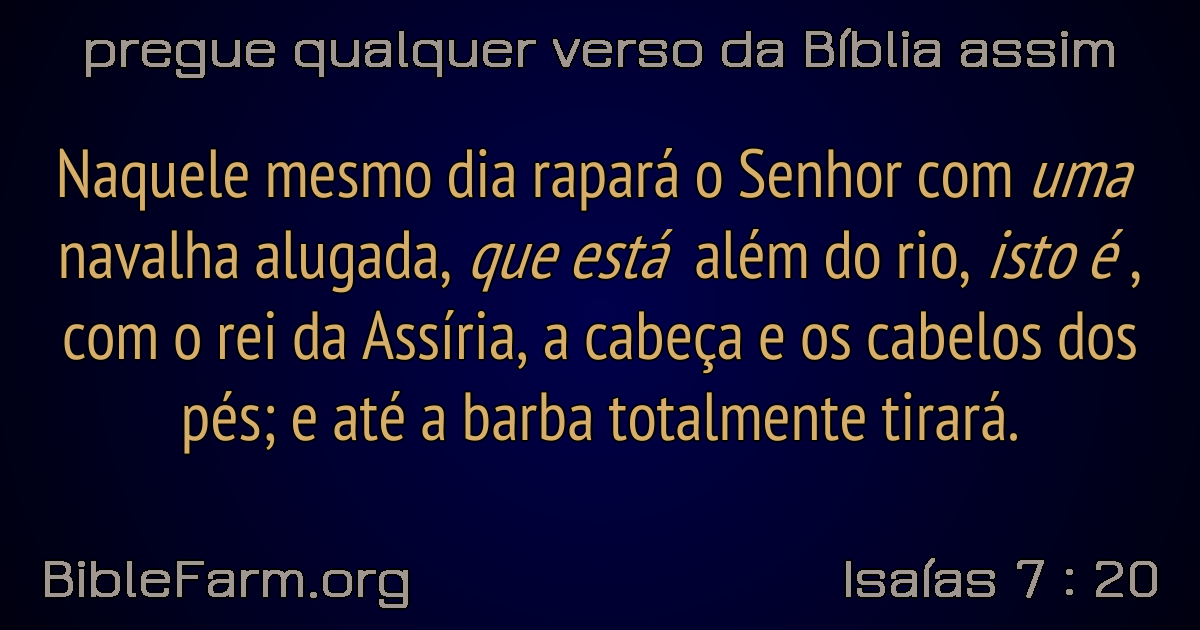 pregue qualquer verso da Bíblia assim
Naquele mesmo dia rapará o Senhor com uma
navalha alugada, que está além do rio, isto é ,
com o rei da Assíria, a cabeça e os cabelos dos
pés; e até a barba totalmente tirará.
BibleFarm.org
Isaías 7 : 20